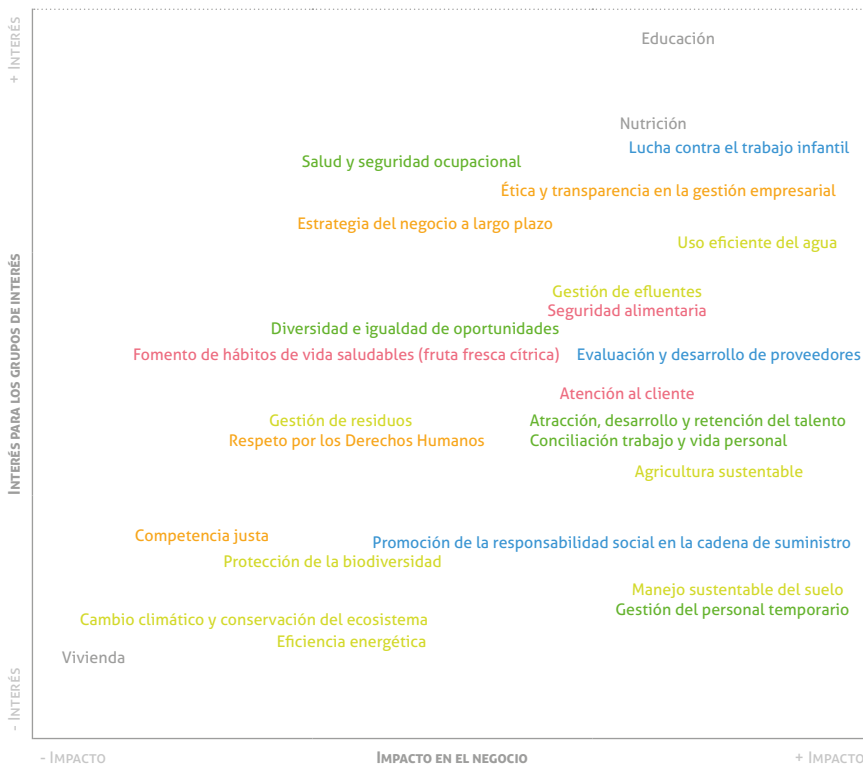 + Interés
Educación
Nutrición
Lucha contra el trabajo infantil
Salud y seguridad ocupacional
Ética y transparencia en la gestión empresarial
Estrategia del negocio a largo plazo
Uso eficiente del agua
Interés para los grupos de interés
Gestión de efluentes
Seguridad alimentaria
Diversidad e igualdad de oportunidades
Fomento de hábitos de vida saludables (fruta fresca cítrica)
Evaluación y desarrollo de proveedores
Atención al cliente
Gestión de residuos
Atracción, desarrollo y retención del talento
Respeto por los Derechos Humanos
Conciliación trabajo y vida personal
Agricultura sustentable
Competencia justa
Promoción de la responsabilidad social en la cadena de suministro
Protección de la biodiversidad
Manejo sustentable del suelo
Gestión del personal temporario
Cambio climático y conservación del ecosistema
Eficiencia energética
Vivienda
- Interés
- Impacto
Impacto en el negocio
+ Impacto